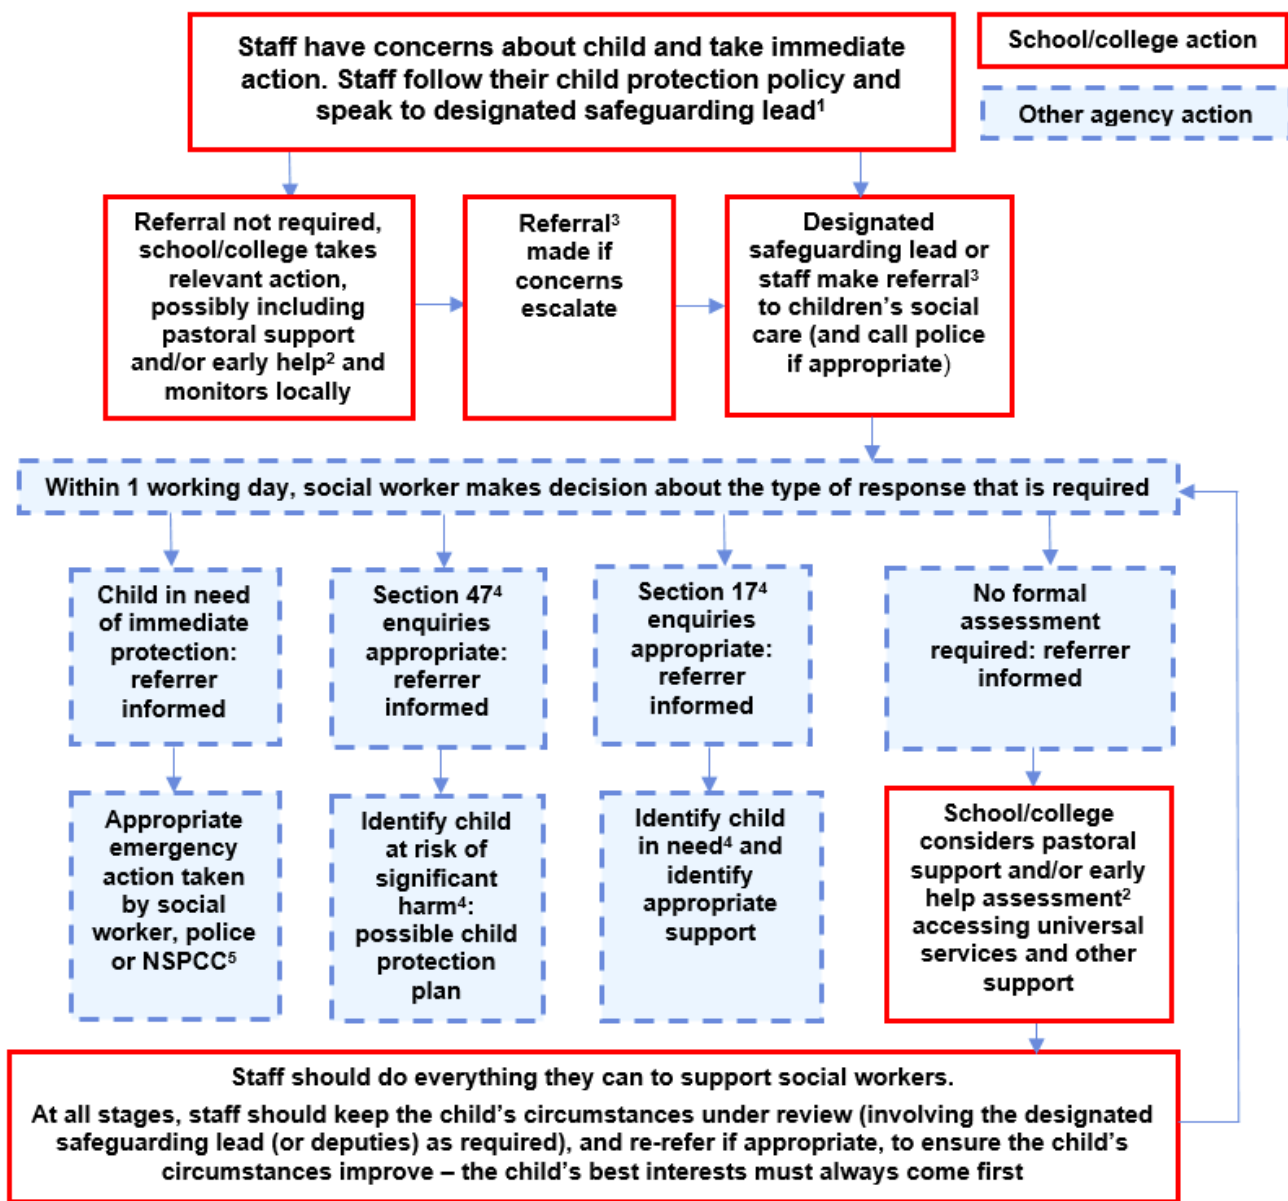 Staff have concerns about child and take immediate
action. Staff follow their child protection policy and
speak to designated safeguarding lead¹
School/college action
Other agency action
Referral not required,
school/college takes
relevant action,
possibly including
pastoral support
and/or early help² and
monitors locally
Referral³
made if
concerns
escalate
Designated
safeguarding lead or
staff make referral³
to children’s social
care (and call police
if appropriate)
Within 1 working day, social worker makes decision about the type of response that is required
Child in need
of immediate
protection:
referrer
informed
Section 47⁴
enquiries
appropriate:
referrer
informed
Section 17⁴
enquiries
appropriate:
referrer
informed
No formal
assessment
required: referrer
informed
Appropriate
emergency
action taken
by social
worker, police
or NSPCC⁵
Identify child
at risk of
significant
harm⁴:
possible child
protection
plan
Identify child
in need⁴ and
identify
appropriate
support
School/college
considers pastoral
support and/or early
help assessment²
accessing universal
services and other
support
Staff should do everything they can to support social workers.
At all stages, staff should keep the child’s circumstances under review (involving the designated
safeguarding lead (or deputies) as required), and re-refer if appropriate, to ensure the child’s
circumstances improve – the child’s best interests must always come first